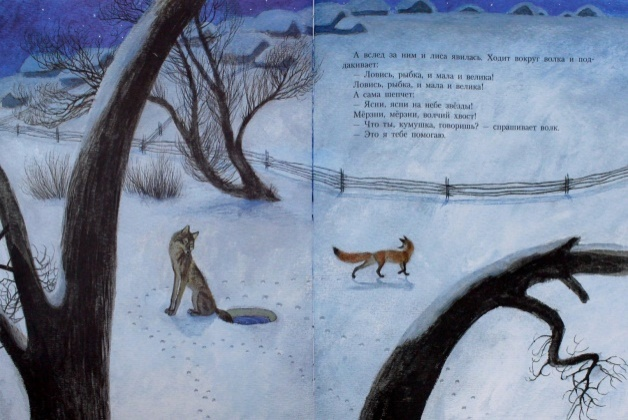 А вслед за ним и лиса явилась. Ходит вокруг волка и под-
дакивает:
— Ловись, рыбка, и мала и велика!
Ловись, рыбка, и мала и велика!
А сама шепчет:
— Ясни, ясни на небе звёзды!
Мёрзни, мёрзни, волчий хвост!
— Что ты, кумушка, говоришь? — спрашивает волк.
— Это я тебе помогаю.